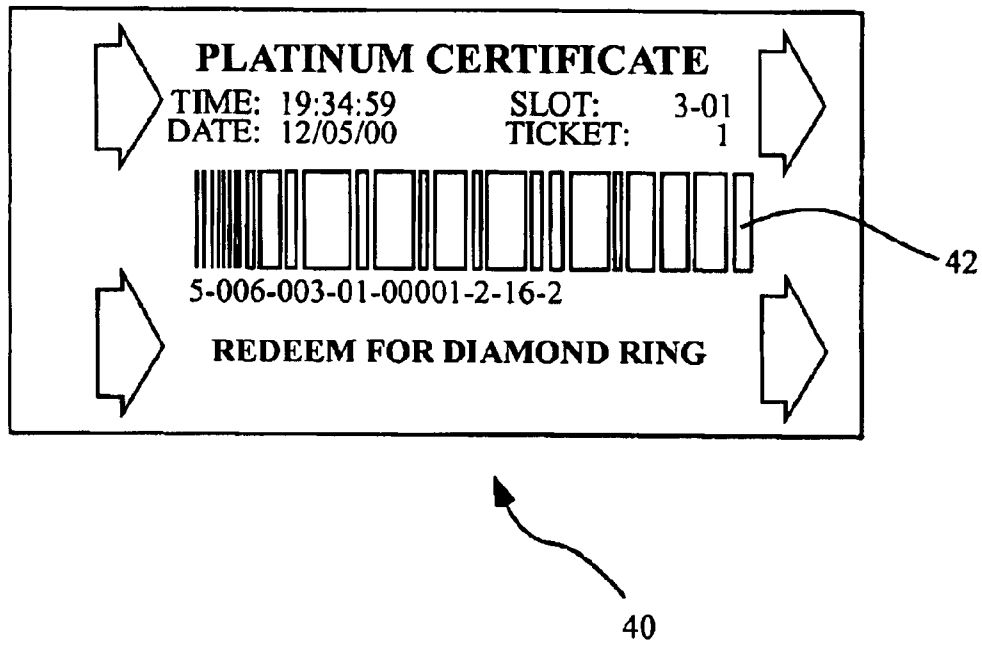 PLATINUM CERTIFICATE
TIME: 19:34:59 SLOT: 3-01
DATE: 12/05/00 TICKET: 1
42
5-006-003-01-00001-2-16-2
REDEEM FOR DIAMOND RING
40